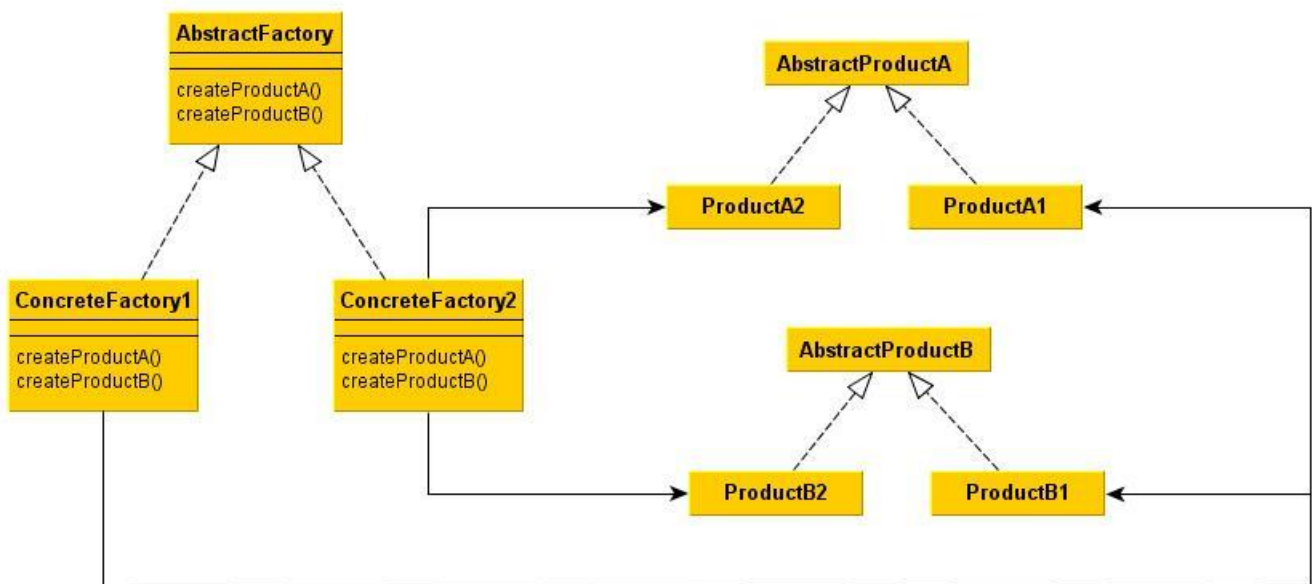 AbstractFactory
createProductA()
createProductB()
AbstractProductA
ProductA2
ProductA1
ConcreteFactory1
createProductA()
createProductB()
ConcreteFactory2
createProductA()
createProductB()
AbstractProductB
ProductB2
ProductB1